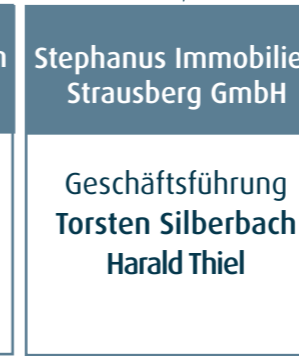 Stephanus Immobilie
Strausberg GmbH
Geschäftsführung
Torsten Silberbach
Harald Thiel